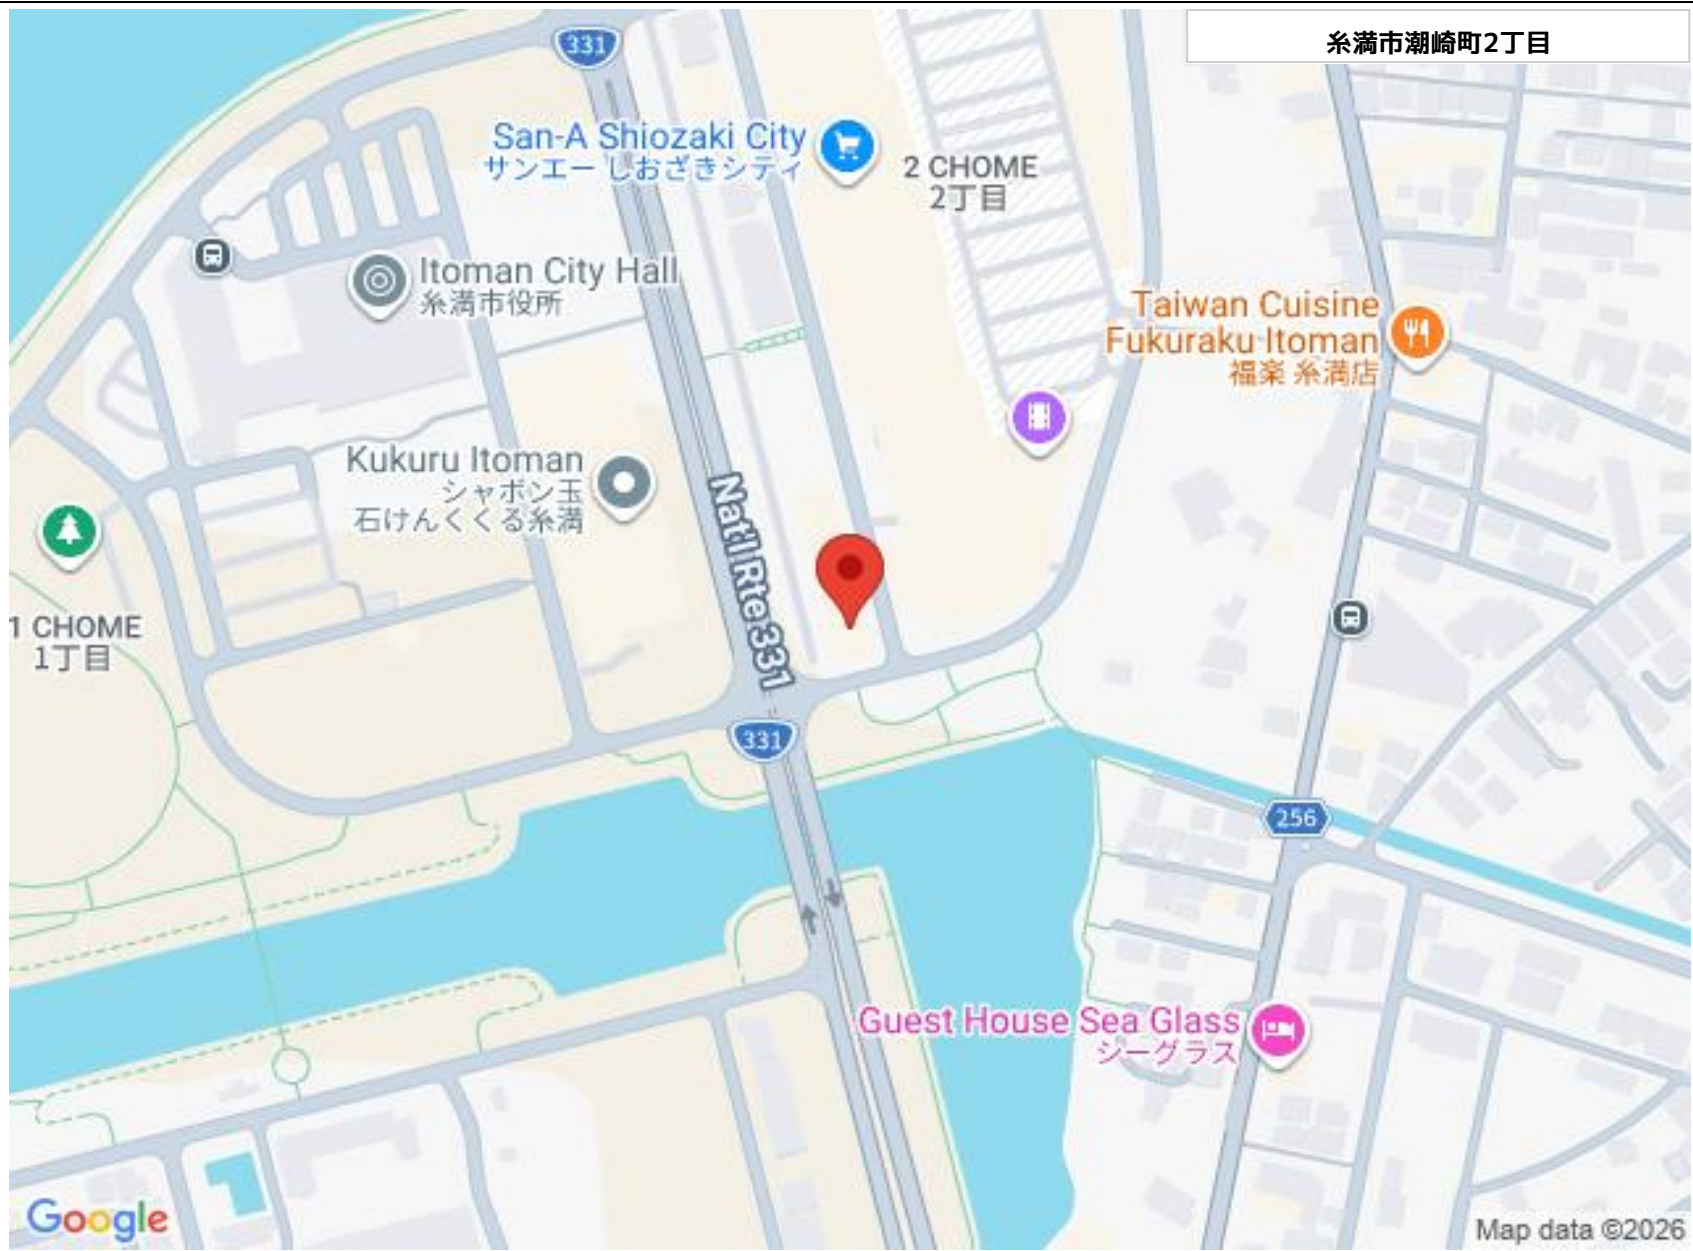 糸満市潮崎町2丁目
331
San-A Shiozaki City
サンエー しおざきシティ
2 CHOME
2丁目
Itoman City Hall
糸満市役所
Taiwan Cuisine
Fukuraku Itoman
福楽 糸満店
Kukuru Itoman
シャボン玉
石けんくくる糸満
Nat'l Rte 331
1 CHOME
1丁目
331
256
Guest House Sea Glass
シーグラス
Google
Map data ©2026